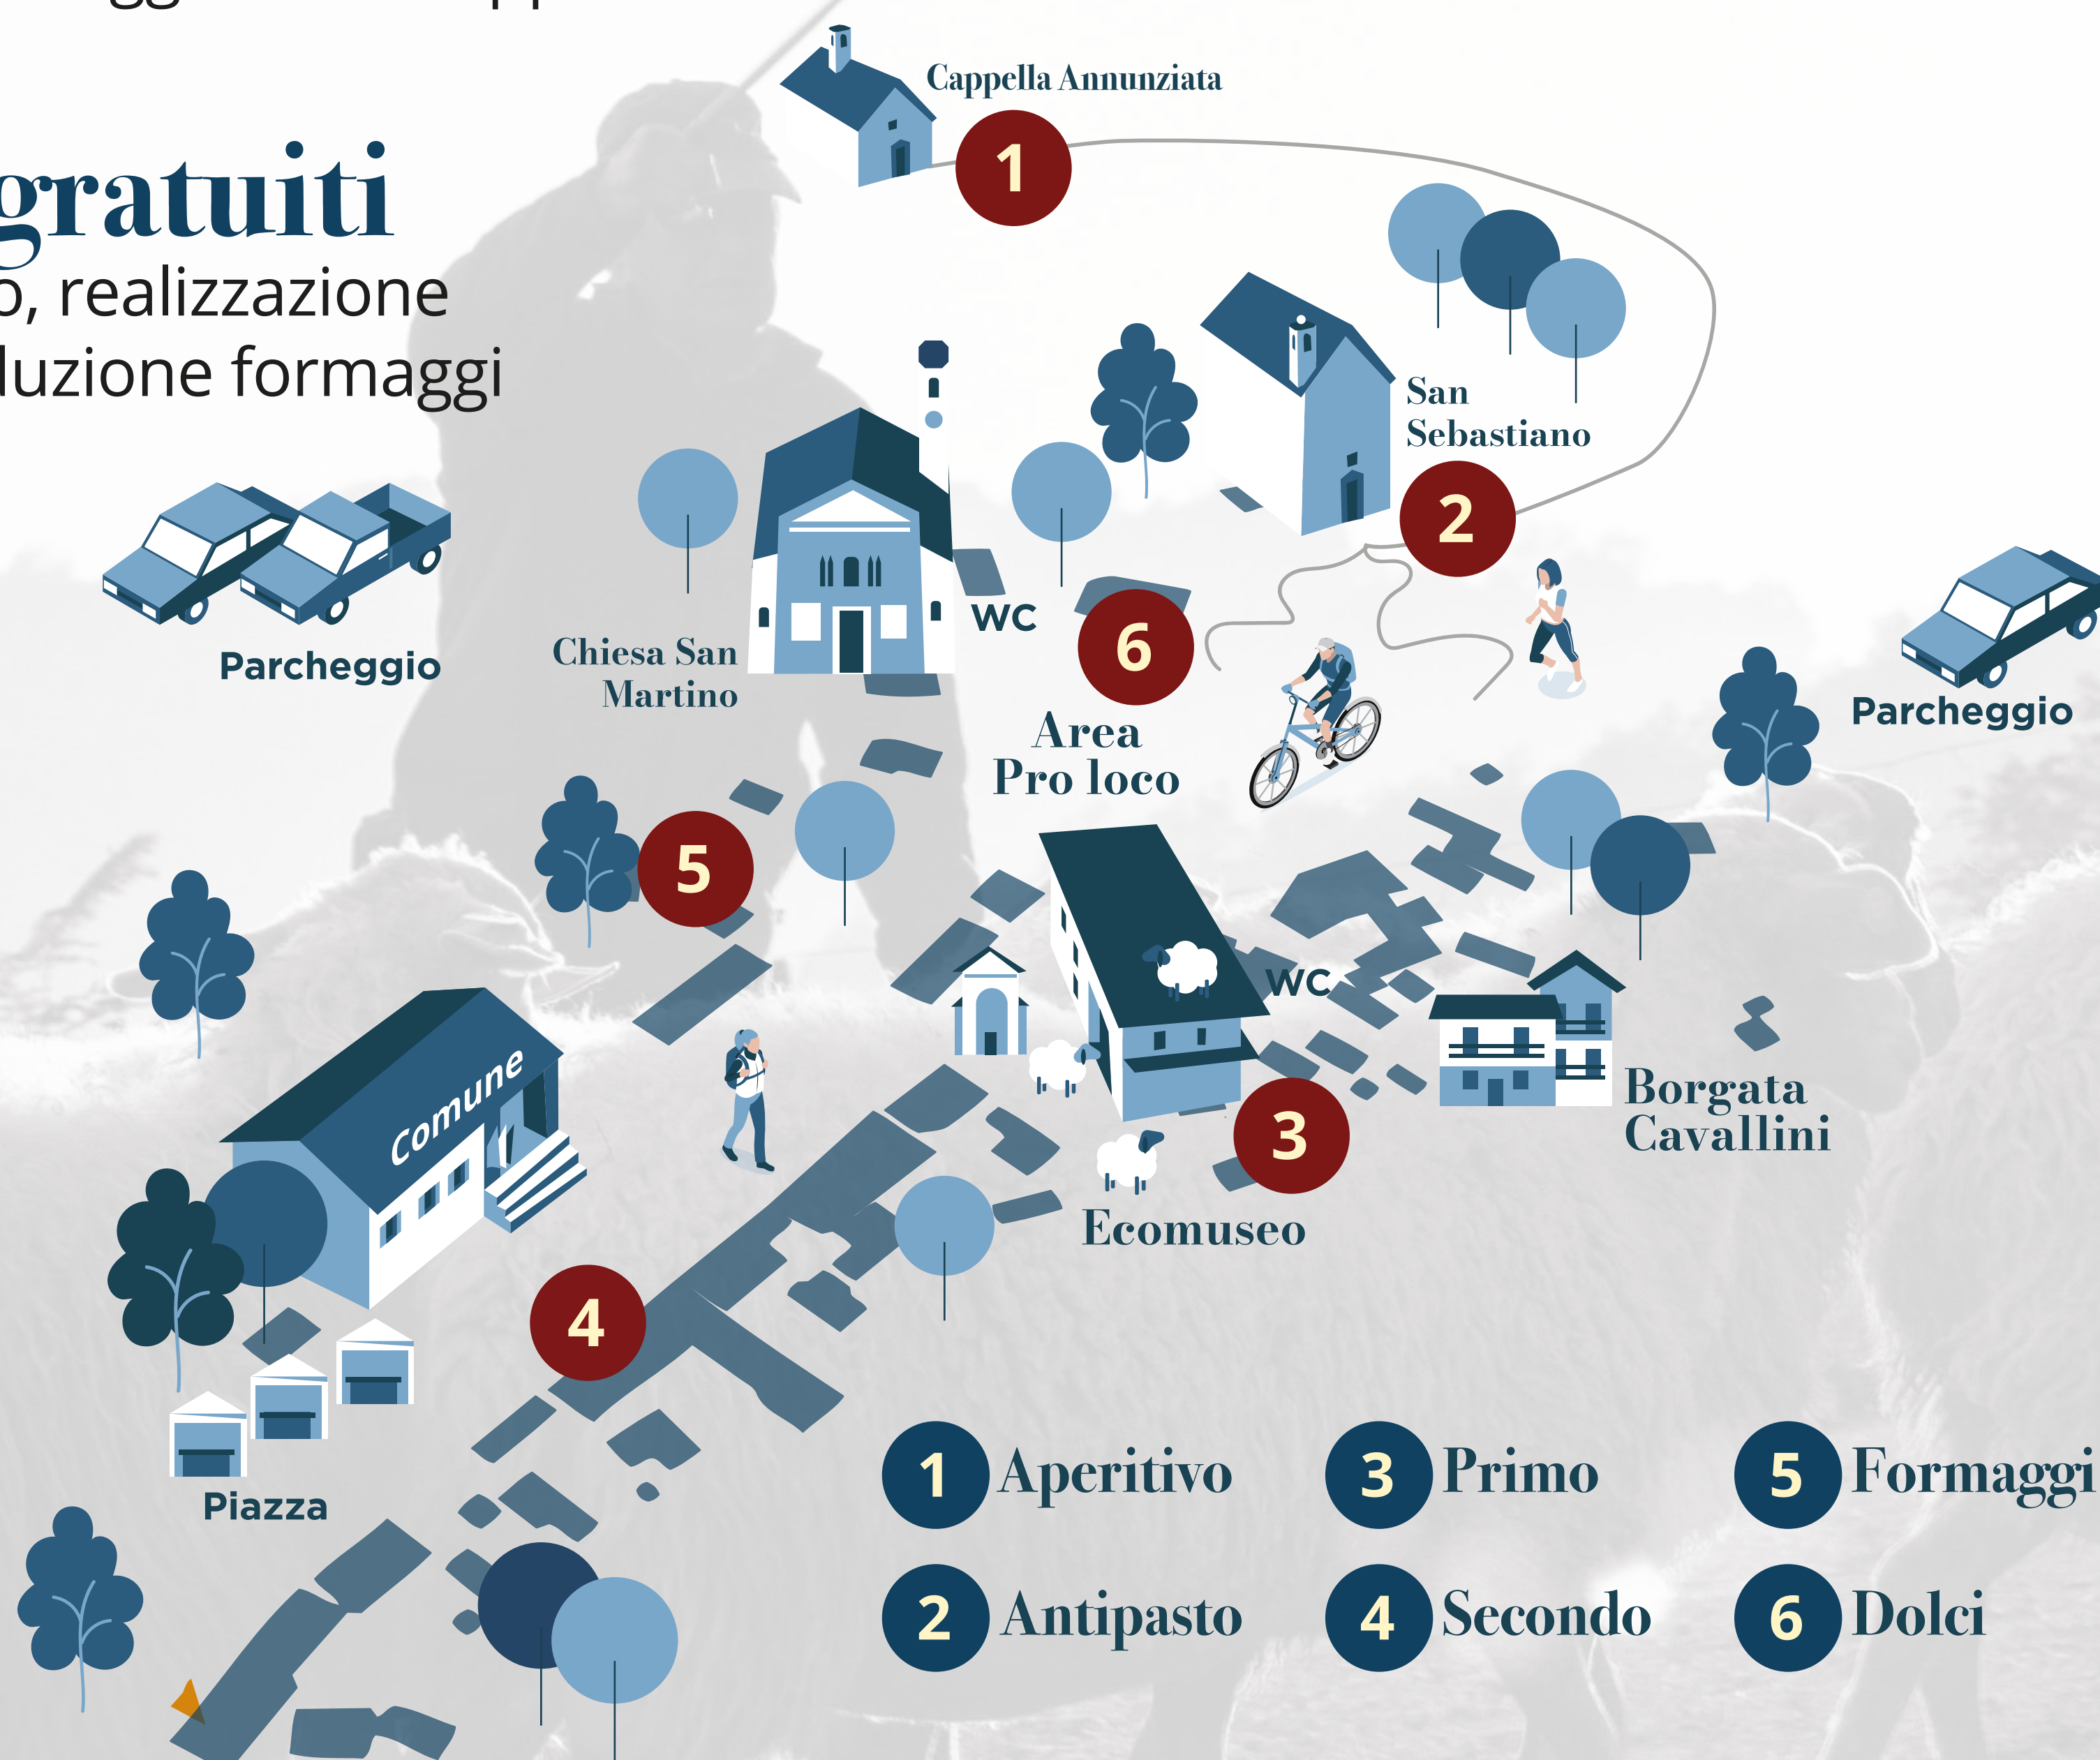 gratuiti
o, realizzazione
duzione formaggi
Cappella Annunziata
1
San
Sebastiano
2
Parcheggio
Chiesa San
Martino
WC
6
Area
Pro loco
Parcheggio
5
WC
Comune
Borgata
Cavallini
3
Ecomuseo
4
Piazza
1 Aperitivo
3 Primo
5 Formaggi
2 Antipasto
4 Secondo
6 Dolci